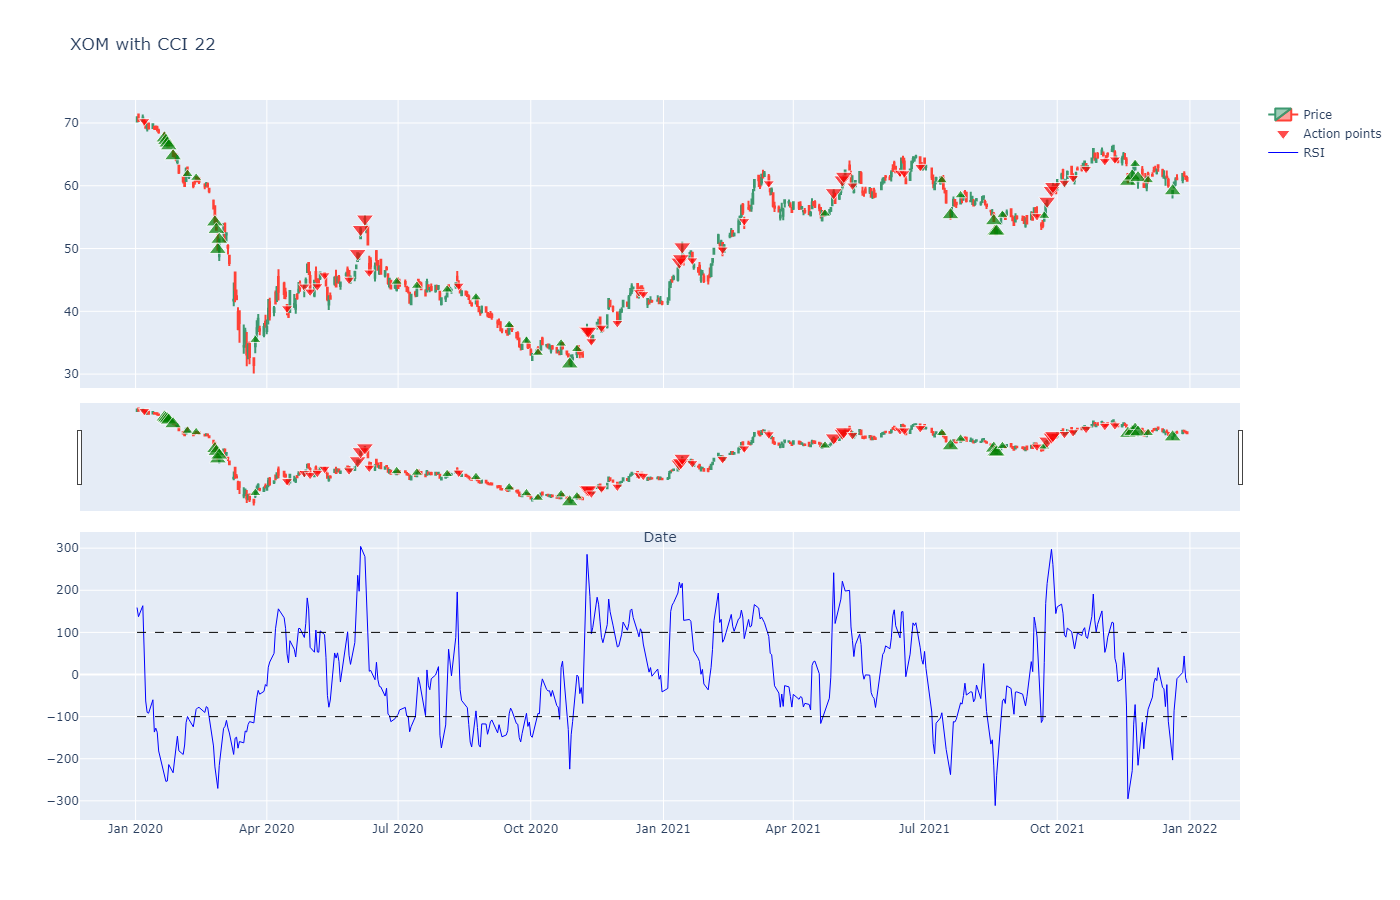 XOM with CCI 22
70
60
50
40
30
Price
Action points
RSI
Date
300
200
100
0
−100
−200
−300
Jan 2020
Apr 2020
Jul 2020
Oct 2020
Jan 2021
Apr 2021
Jul 2021
Oct 2021
Jan 2022